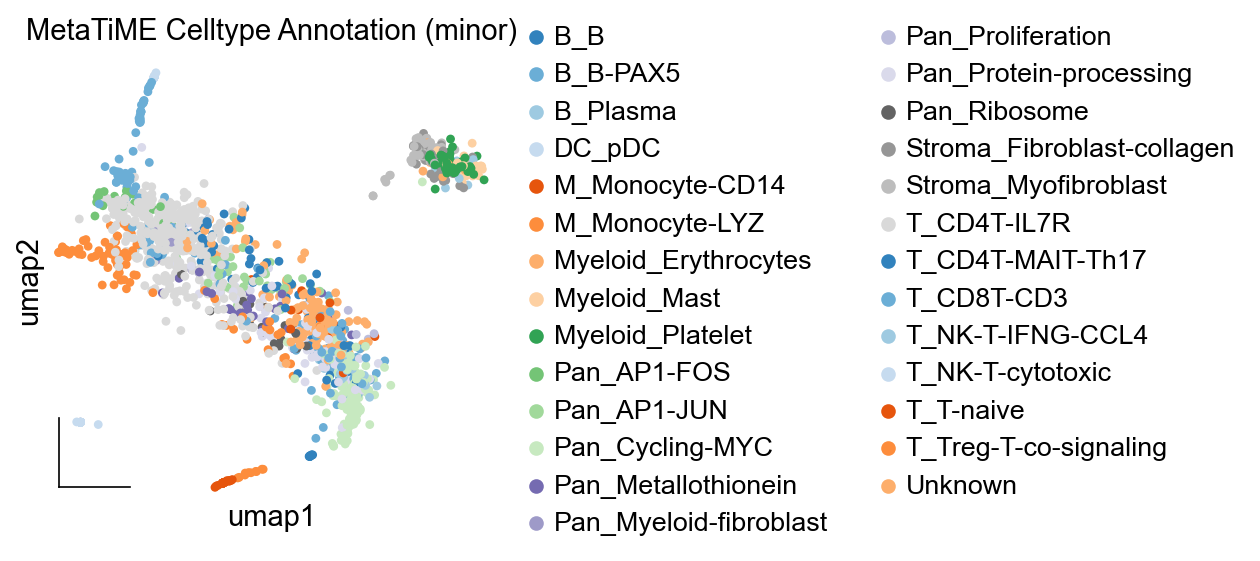 MetaTiME Celltype Annotation (minor)
umap2
umap1
B_B
B_B-PAX5
B_Plasma
DC_pDC
M_Monocyte-CD14
M_Monocyte-LYZ
Myeloid_Erythrocytes
Myeloid_Mast
Myeloid_Platelet
Pan_AP1-FOS
Pan_AP1-JUN
Pan_Cycling-MYC
Pan_Metallothionein
Pan_Myeloid-fibroblast
Pan_Proliferation
Pan_Protein-processing
Pan_Ribosome
Stroma_Fibroblast-collagen
Stroma_Myofibroblast
T_CD4T-IL7R
T_CD4T-MAIT-Th17
T_CD8T-CD3
T_NK-T-IFNG-CCL4
T_NK-T-cytotoxic
T_T-naive
T_Treg-T-co-signaling
Unknown